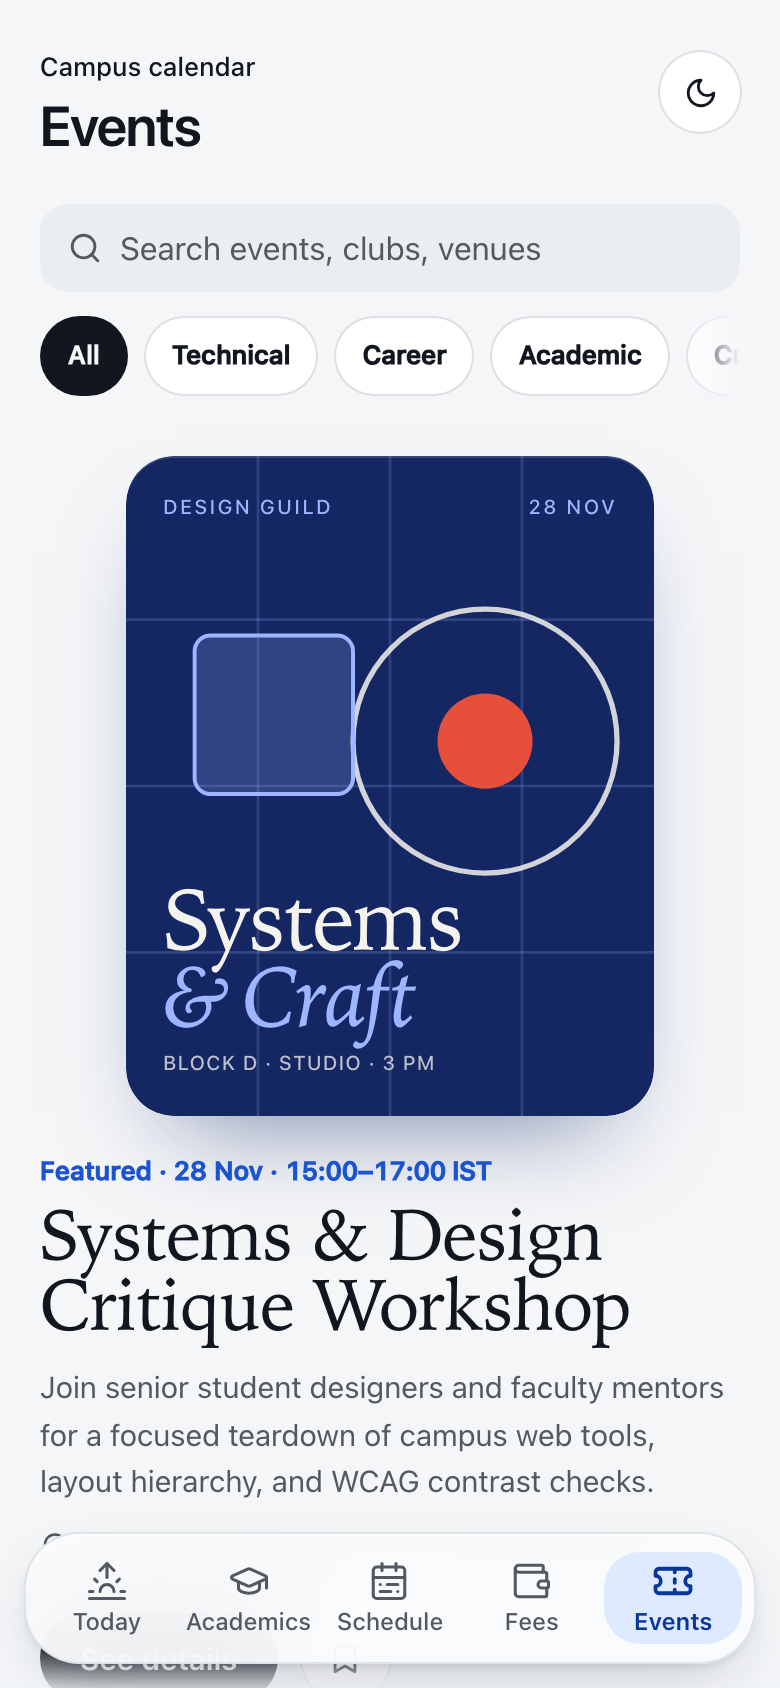 Campus calendar
Events
Search events, clubs, venues
All
Technical
Career
Academic
DESIGN GUILD
28 NOV
Systems
& Craft
BLOCK D · STUDIO · 3 PM
Featured · 28 Nov · 15:00–17:00 IST
Systems & Design
Critique Workshop
Join senior student designers and faculty mentors
for a focused teardown of campus web tools,
layout hierarchy, and WCAG contrast checks.
See details
Today
Academics
Schedule
Fees
Events